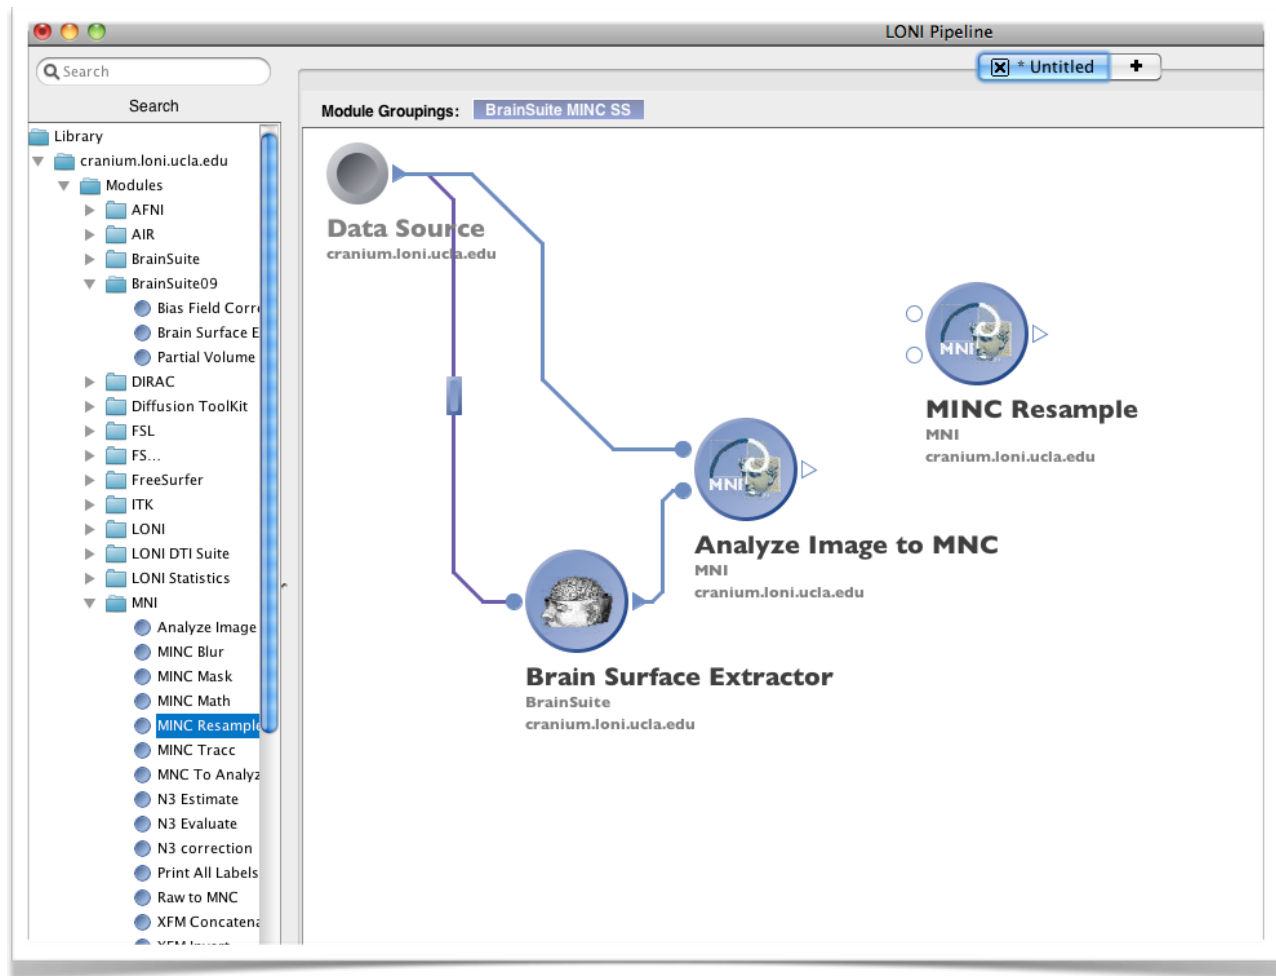 LONI Pipeline
Search
* Untitled
+
Search
Module Groupings:
BrainSuite MINC SS
Library
cranium.loni.ucla.edu
Modules
AFNI
AIR
BrainSuite
BrainSuite09
Bias Field Corre
Brain Surface E
Partial Volume
DIRAC
Diffusion ToolKit
FSL
FS...
FreeSurfer
ITK
LONI
LONI DTI Suite
LONI Statistics
MNI
Analyze Image
MINC Blur
MINC Mask
MINC Math
MINC Resample
MINC Tracc
MNC To Analyz
N3 Estimate
N3 Evaluate
N3 correction
Print All Labels
Raw to MNC
XFM Concatena
Data Source
cranium.loni.ucla.edu
MNI
MINC Resample
MNI
cranium.loni.ucla.edu
MNI
Analyze Image to MNC
MNI
cranium.loni.ucla.edu
Brain Surface Extractor
BrainSuite
cranium.loni.ucla.edu